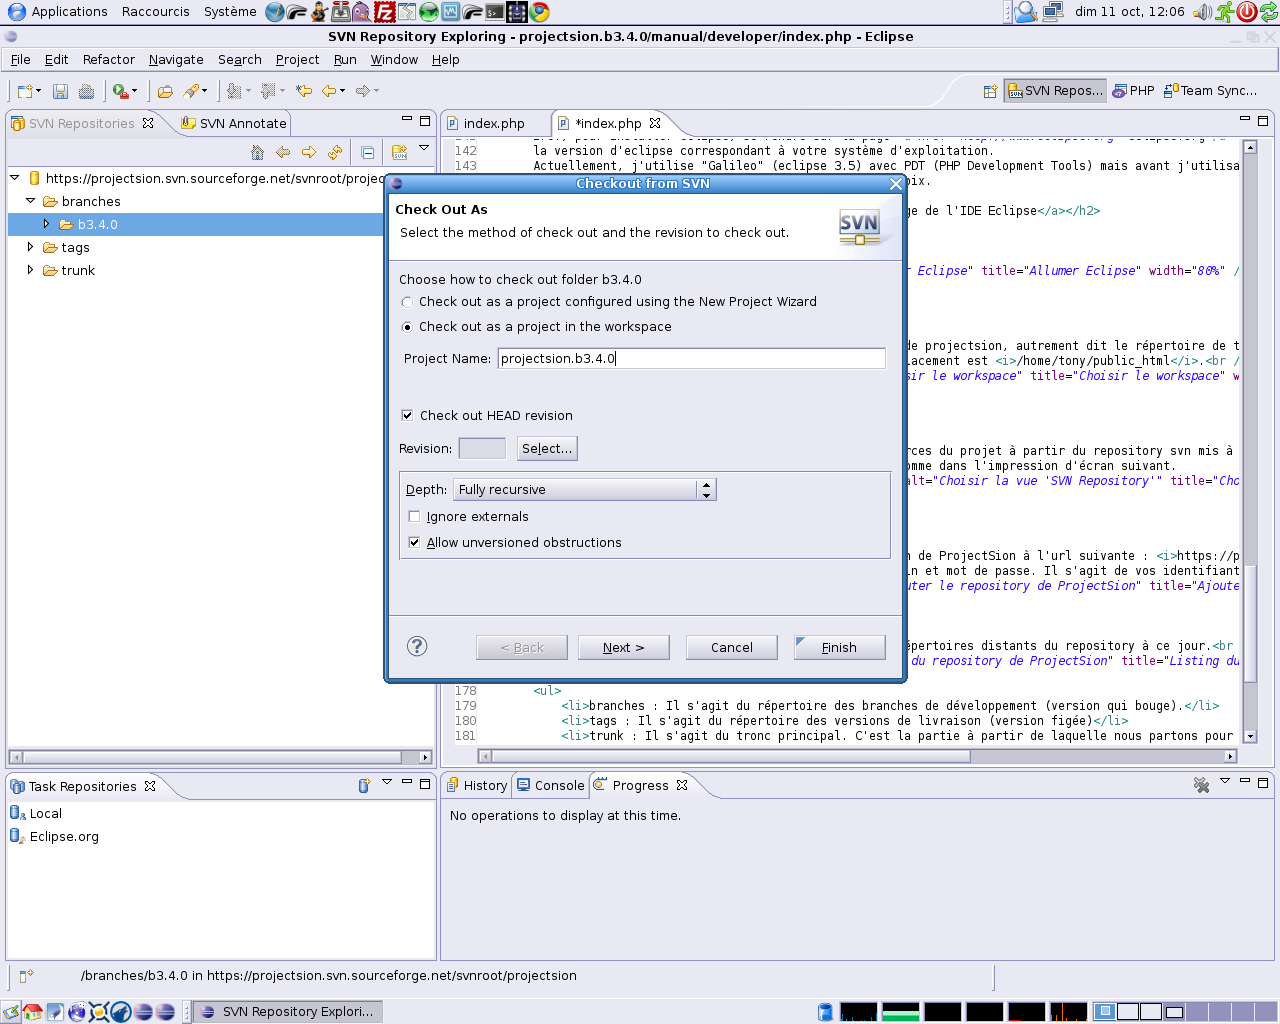 Applications Raccourcis Système dim 11 oct, 12:06
SVN Repository Exploring - projectsion.b3.4.0/manual/developer/index.php - Eclipse
File Edit Refactor Navigate Search Project Run Window Help
SVN Repos... PHP Team Sync...
SVN Repositories SVN Annotate
https://projectsion.svn.sourceforge.net/svnroot/projec
branches
b3.4.0
tags
trunk
index.php *index.php
142 la version d'eclipse correspondant à votre système d'exploitation.
143 Actuellement, j'utilise "Galileo" (eclipse 3.5) avec PDT (PHP Development Tools) mais avant j'utilisa
oix.
ge de l'IDE Eclipse</a></h2>
r Eclipse" title="Allumer Eclipse" width="80%" /
de projectsion, autrement dit le répertoire de t
lacement est <i>/home/tony/public_html</i>.<br /
sir le workspace" title="Choisir le workspace" w
rces du projet à partir du repository svn mis à
omme dans l'impression d'écran suivant.
alt="Choisir la vue 'SVN Repository'" title="Cho
n de ProjectSion à l'url suivante : <i>https://p
in et mot de passe. Il s'agit de vos identifiant
uter le repository de ProjectSion" title="Ajoute
épertoires distants du repository à ce jour.<br
du repository de ProjectSion" title="Listing du
178 <ul>
179 <li>branches : Il s'agit du répertoire des branches de développement (version qui bouge).</li>
180 <li>tags : Il s'agit du répertoire des versions de livraison (version figée)</li>
181 <li>trunk : Il s'agit du tronc principal. C'est la partie à partir de laquelle nous partons pour
Checkout from SVN
Check Out As
Select the method of check out and the revision to check out.
SVN
Choose how to check out folder b3.4.0
Check out as a project configured using the New Project Wizard
Check out as a project in the workspace
Project Name: projectsion.b3.4.0
Check out HEAD revision
Revision: Select...
Depth: Fully recursive
Ignore externals
Allow unversioned obstructions
< Back Next > Cancel Finish
Task Repositories
Local
Eclipse.org
History Console Progress
No operations to display at this time.
/branches/b3.4.0 in https://projectsion.svn.sourceforge.net/svnroot/projectsion
SVN Repository Explori...